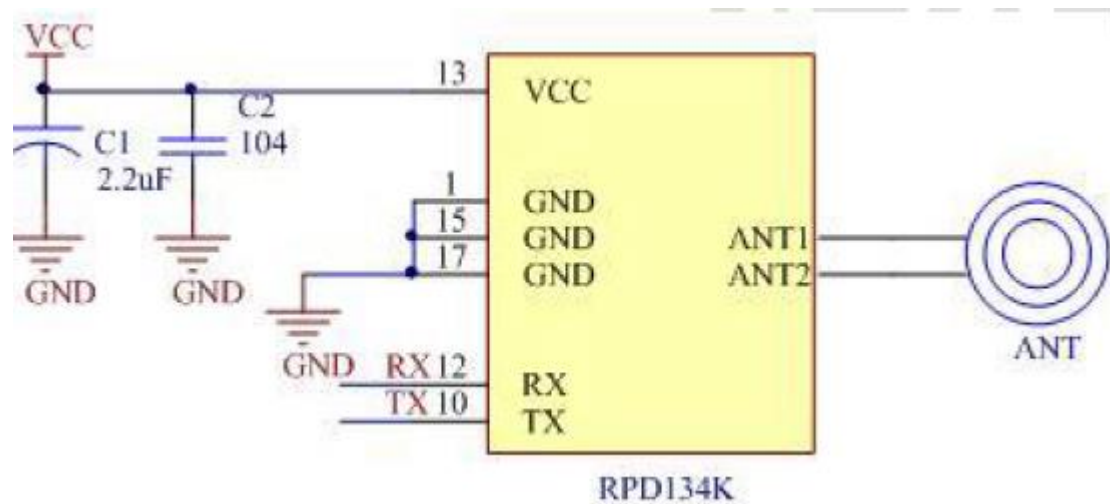 VCC
13
VCC
C2
104
C1
2.2uF
GND
GND
1
GND
15
GND
17
GND
GND
RX 12
RX
TX 10
TX
ANT1
ANT2
ANT
RPD134K